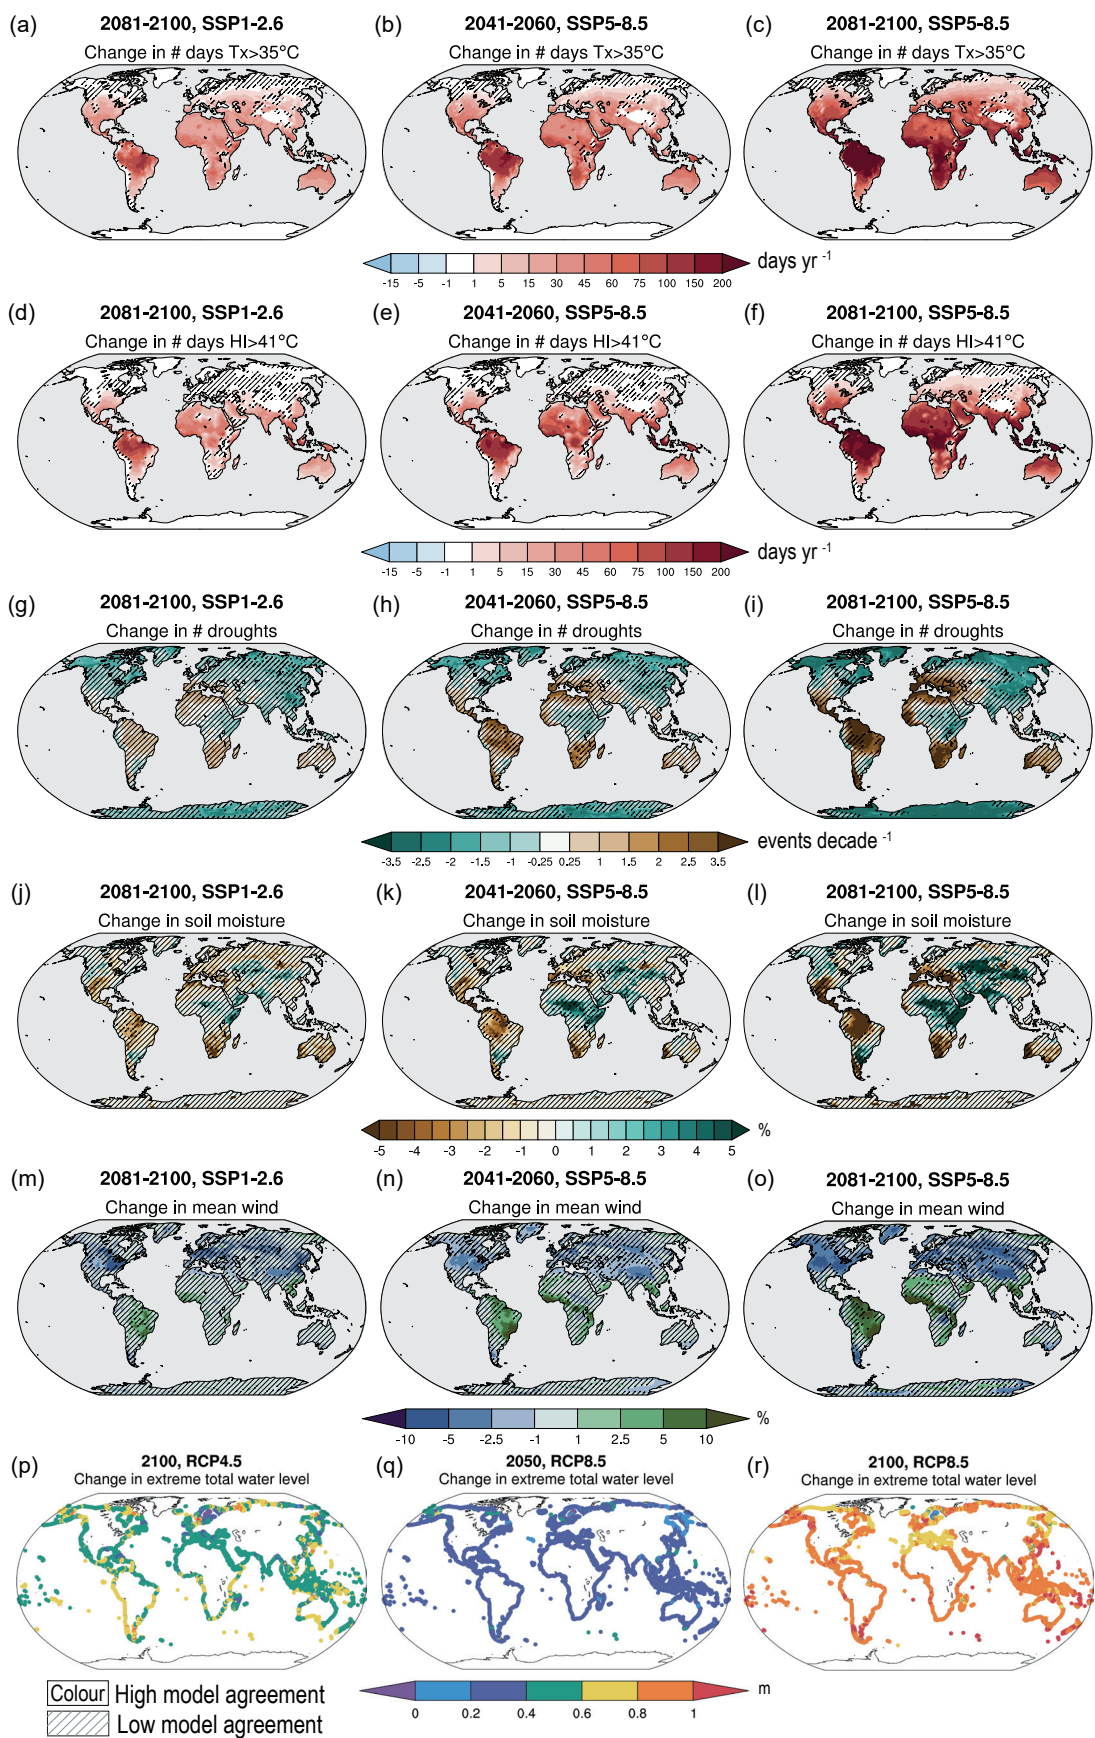 (a) 2081-2100, SSP1-2.6
Change in # days Tx>35°C
(b) 2041-2060, SSP5-8.5
Change in # days Tx>35°C
(c) 2081-2100, SSP5-8.5
Change in # days Tx>35°C
-15 -5 -1 1 5 15 30 45 60 75 100 150 200 days yr -1
(d) 2081-2100, SSP1-2.6
Change in # days HI>41°C
(e) 2041-2060, SSP5-8.5
Change in # days HI>41°C
(f) 2081-2100, SSP5-8.5
Change in # days HI>41°C
-15 -5 -1 1 5 15 30 45 60 75 100 150 200 days yr -1
(g) 2081-2100, SSP1-2.6
Change in # droughts
(h) 2041-2060, SSP5-8.5
Change in # droughts
(i) 2081-2100, SSP5-8.5
Change in # droughts
-3.5 -2.5 -2 -1.5 -1 -0.25 0.25 1 1.5 2 2.5 3.5 events decade -1
(j) 2081-2100, SSP1-2.6
Change in soil moisture
(k) 2041-2060, SSP5-8.5
Change in soil moisture
(l) 2081-2100, SSP5-8.5
Change in soil moisture
-5 -4 -3 -2 -1 0 1 2 3 4 5 %
(m) 2081-2100, SSP1-2.6
Change in mean wind
(n) 2041-2060, SSP5-8.5
Change in mean wind
(o) 2081-2100, SSP5-8.5
Change in mean wind
-10 -5 -2.5 -1 1 2.5 5 10 %
(p) 2100, RCP4.5
Change in extreme total water level
(q) 2050, RCP8.5
Change in extreme total water level
(r) 2100, RCP8.5
Change in extreme total water level
0 0.2 0.4 0.6 0.8 1 m
Colour High model agreement
Low model agreement